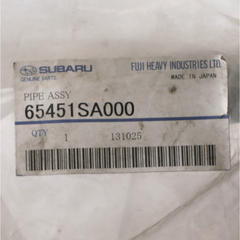 SUBARU FUJI HEAVY INDUSTRIES LTD.
GENUINE PARTS MADE IN JAPAN
PIPE ASSY
65451SA000
QTY 1 131025